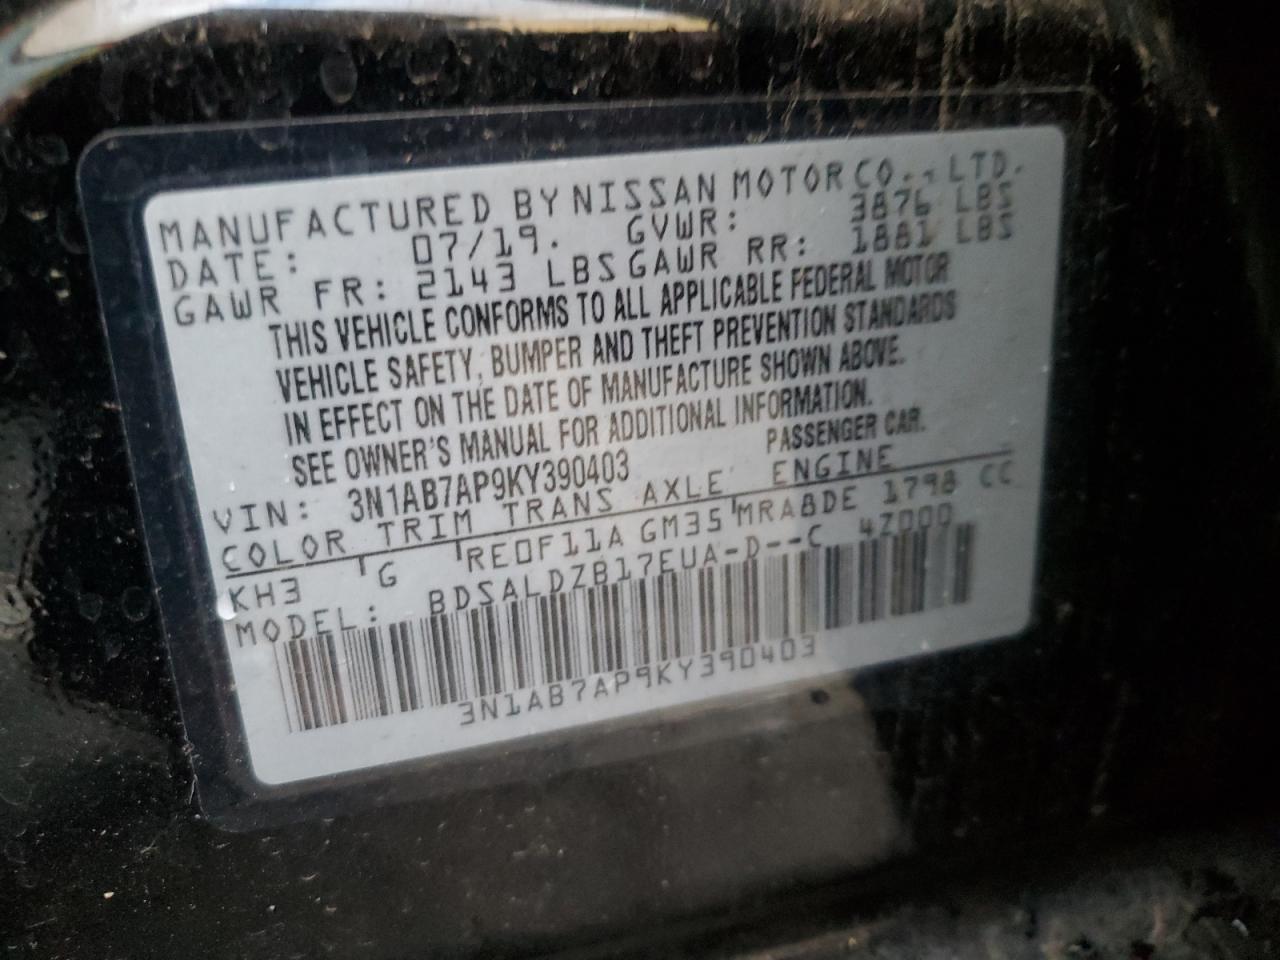 MANUFACTURED BY NISSAN MOTOR CO., LTD.
DATE: 07/19. GVWR: 3876 LBS
GAWR FR: 2143 LBS GAWR RR: 1881 LBS
THIS VEHICLE CONFORMS TO ALL APPLICABLE FEDERAL MOTOR
VEHICLE SAFETY, BUMPER AND THEFT PREVENTION STANDARDS
IN EFFECT ON THE DATE OF MANUFACTURE SHOWN ABOVE.
SEE OWNER'S MANUAL FOR ADDITIONAL INFORMATION.
VIN: 3N1AB7AP9KY390403 PASSENGER CAR.
COLOR TRIM TRANS AXLE ENGINE
KH3 G RE0F11A GM35 MRA8DE 1798 CC
MODEL: BDSALDZB17EUA-D--C 4Z000
3N1AB7AP9KY390403